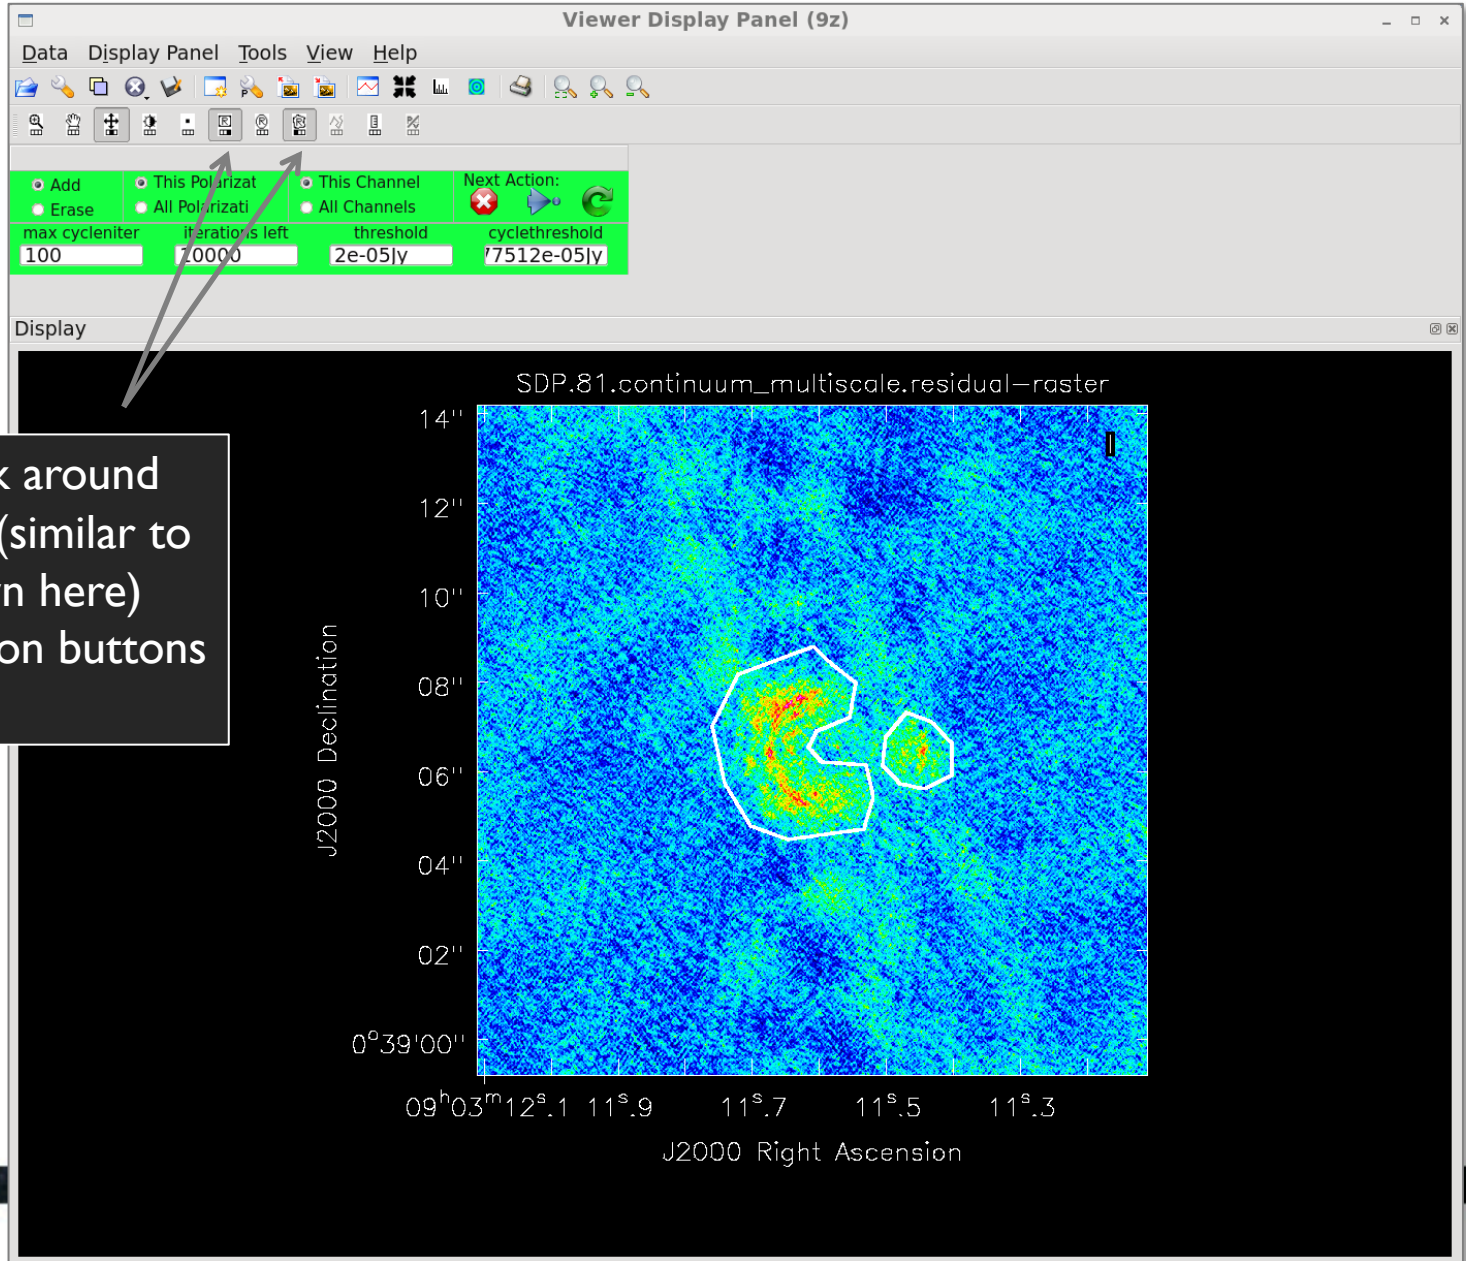 Viewer Display Panel (9z)
Data Display Panel Tools View Help
Add This Polarizat This Channel Next Action:
Erase All Polarizati All Channels
max cycleniter iterations left threshold cyclethreshold
100 10000 2e-05Jy 77512e-05Jy
Display
SDP.81.continuum_multiscale.residual-raster
14''
12''
10''
08''
06''
04''
02''
0°39'00''
J2000 Declination
09ʰ03ᵐ12ˢ.1 11ˢ.9 11ˢ.7 11ˢ.5 11ˢ.3
J2000 Right Ascension
k around
(similar to
n here)
on buttons